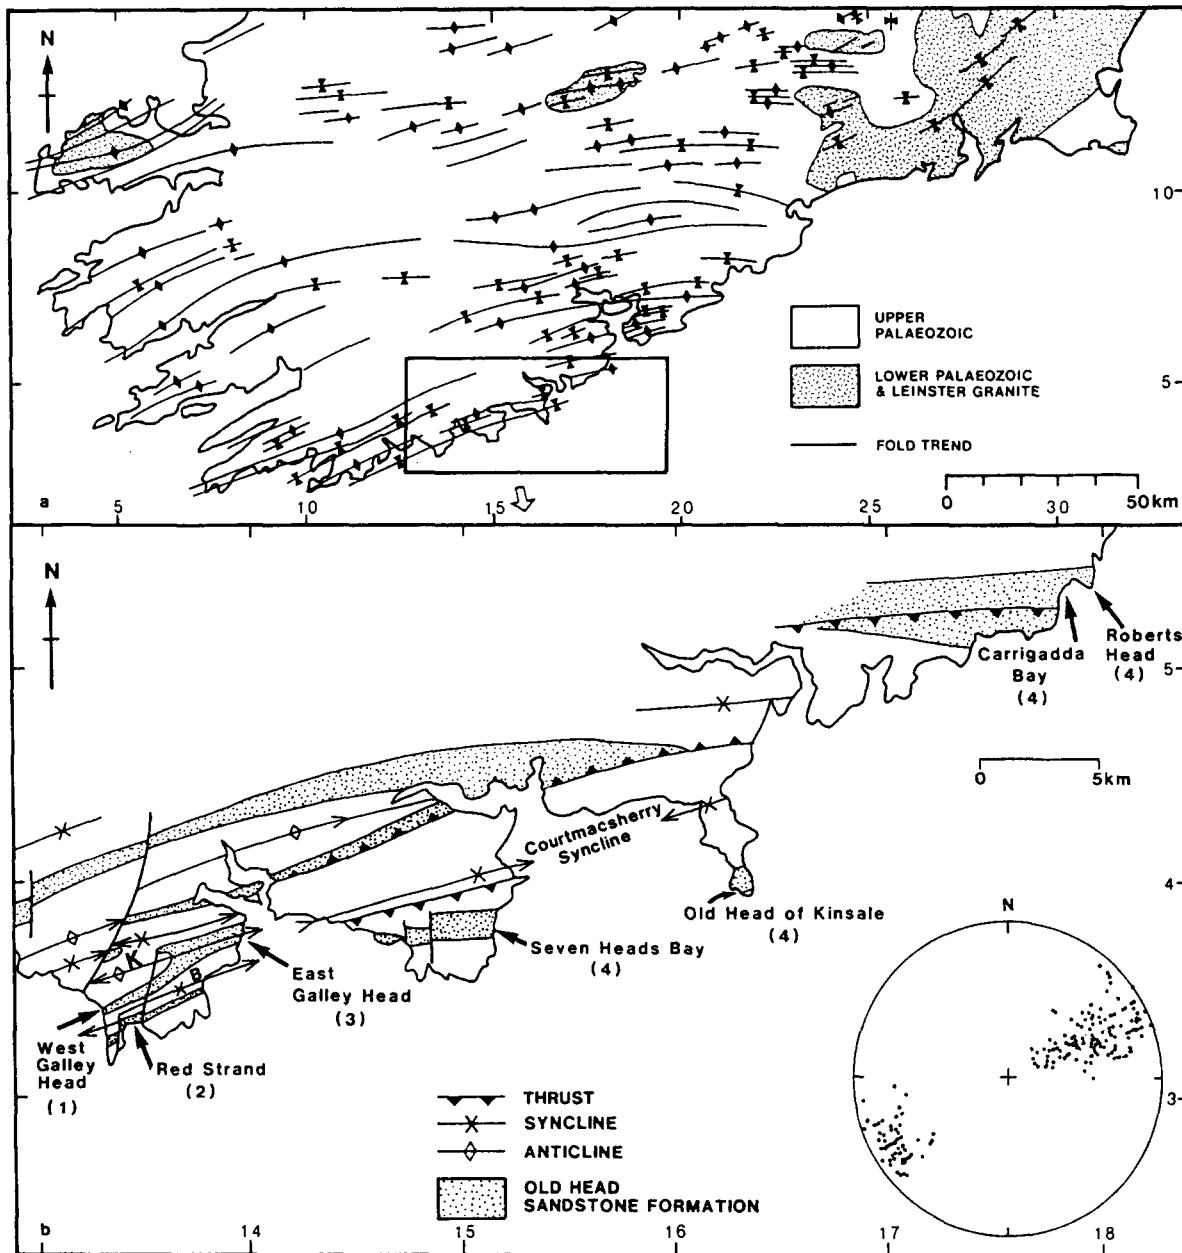 N
10
UPPER
PALAEOZOIC
LOWER PALAEOZOIC
& LEINSTER GRANITE
5
FOLD TREND
0 50km
a
5 10 15 20 25 30
N
Roberts
Head
(4)
Carrigadda
Bay
(4)
5
0 5km
Courtmacsherry
Syncline
4
Old Head of Kinsale
(4)
N
Seven Heads Bay
(4)
K
B
East
Galley Head
(3)
West
Galley
Head
(1)
Red Strand
(2)
THRUST
SYNCLINE
ANTICLINE
3
OLD HEAD
SANDSTONE FORMATION
b
14 15 16 17 18